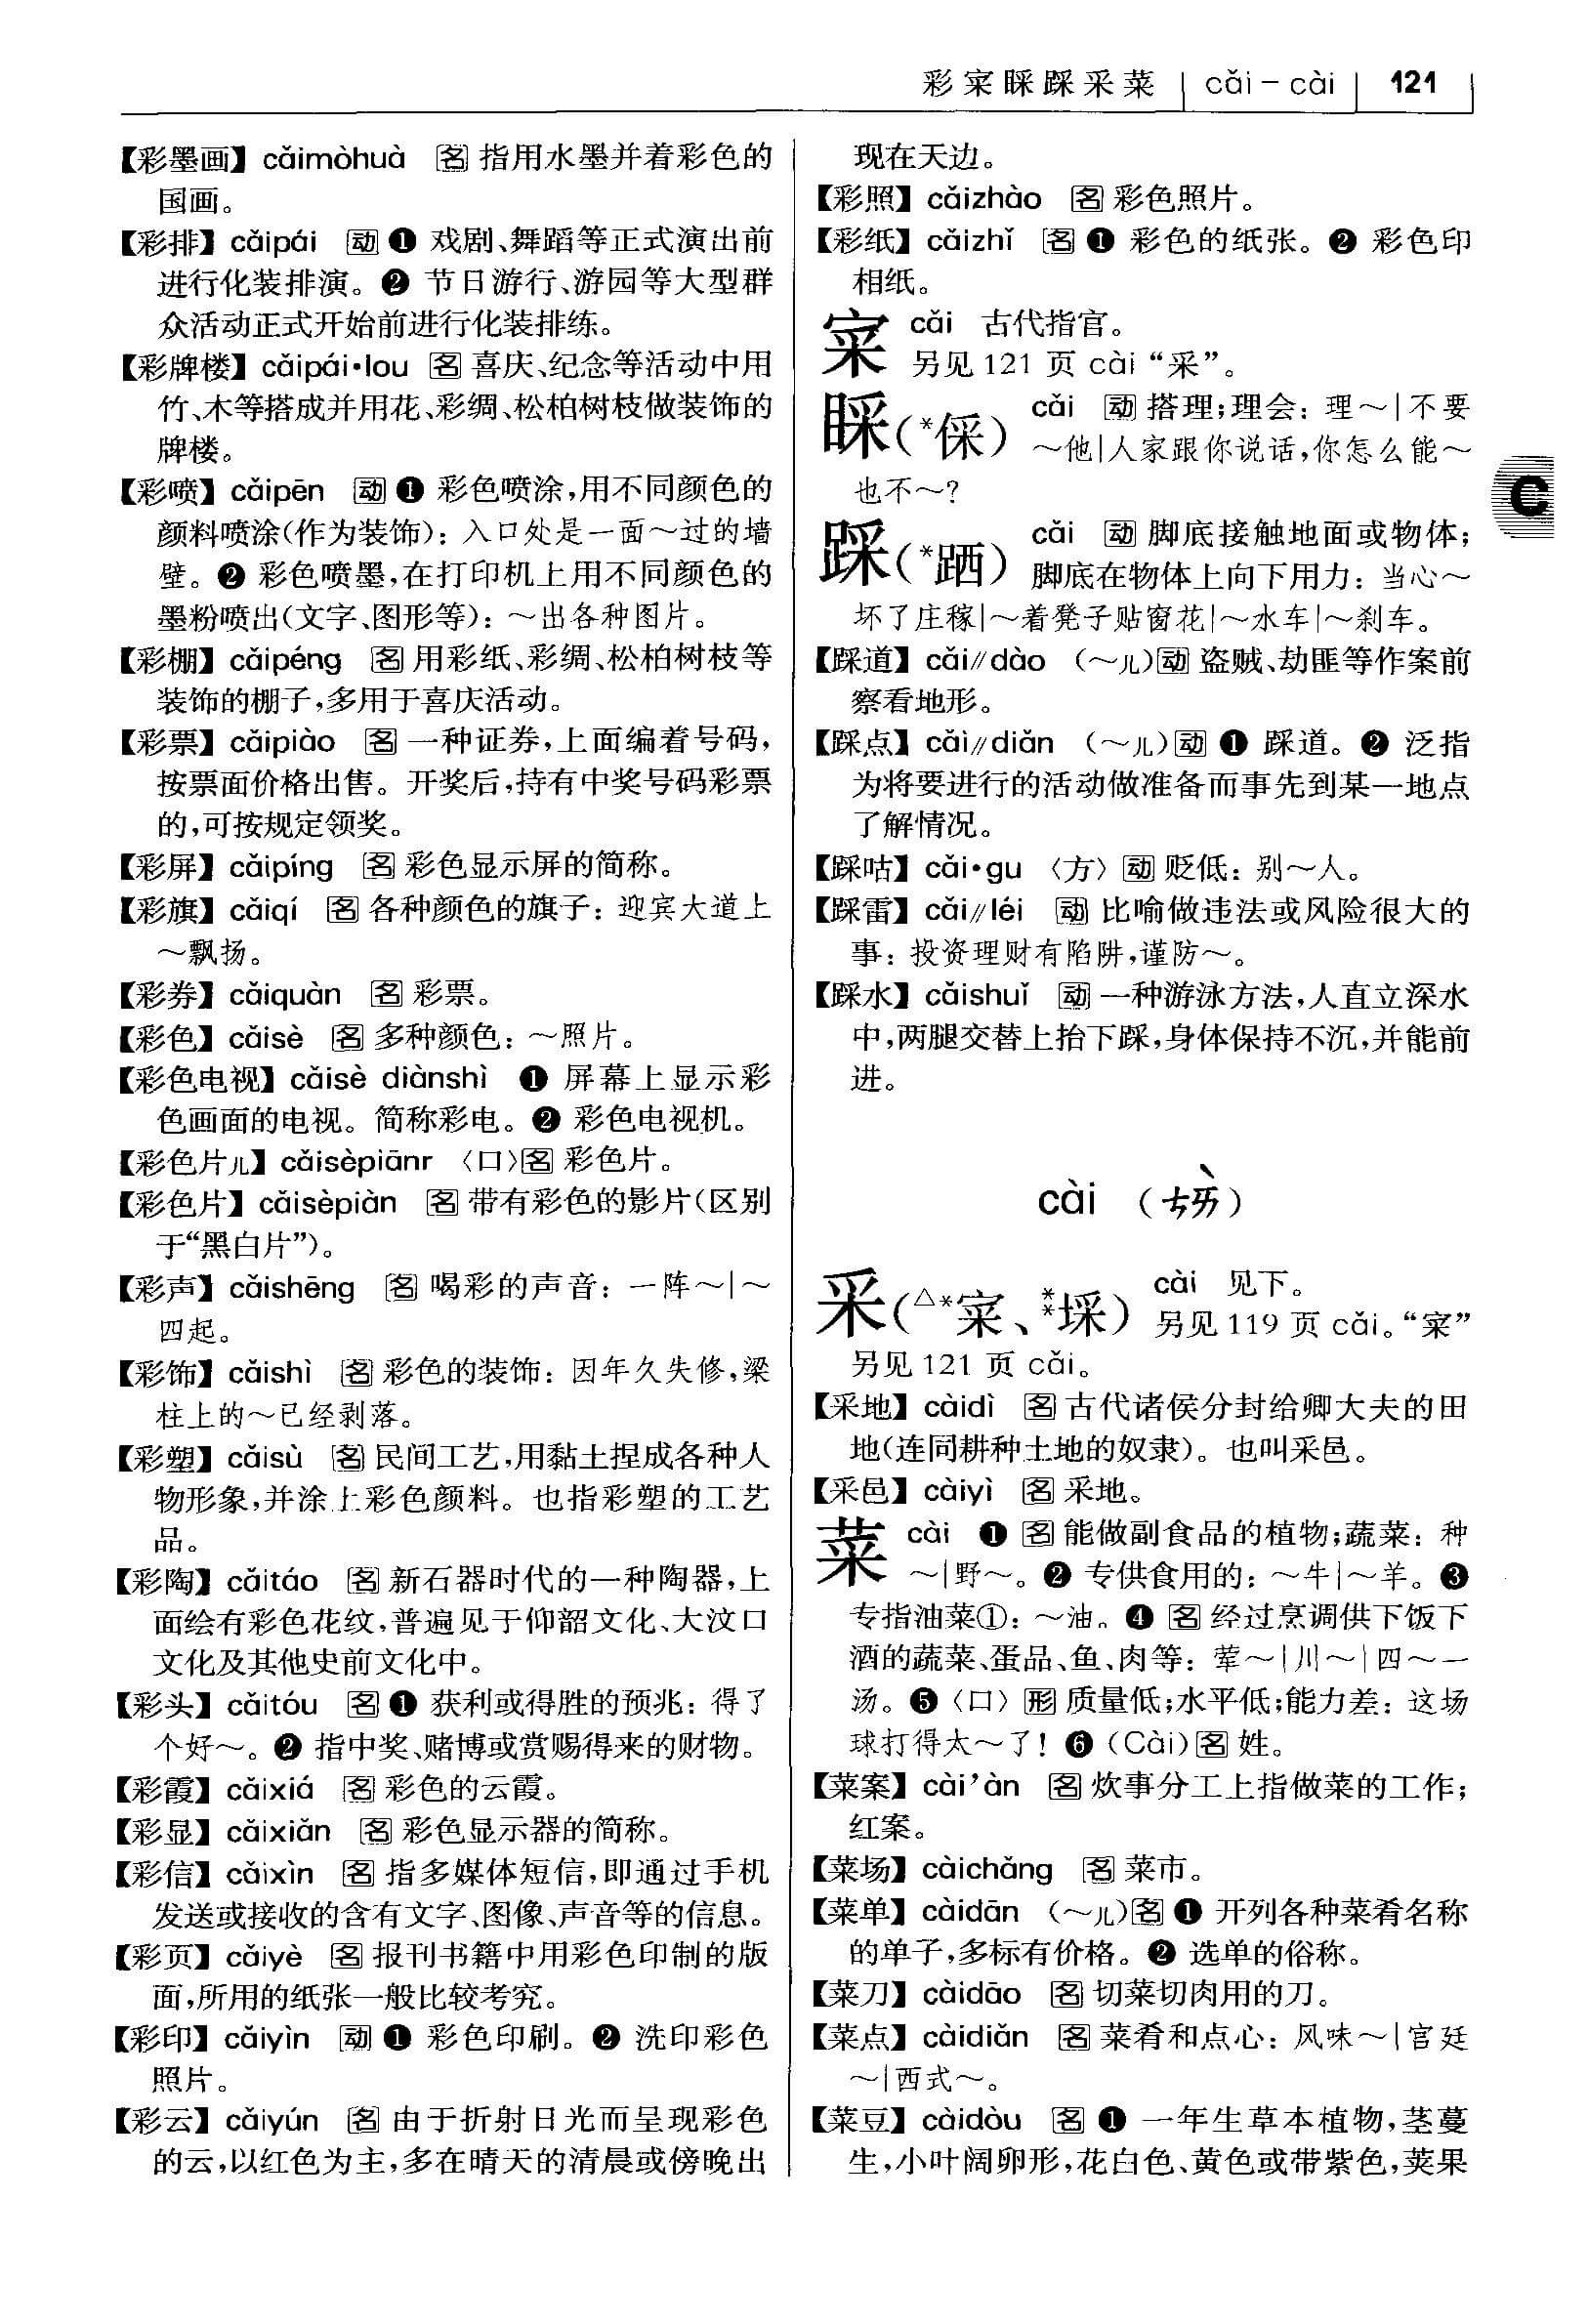 彩寀睬踩采菜 | cǎi－cài | 121
【彩墨画】cǎimòhuà 名 指用水墨并着彩色的
国画。
【彩排】cǎipái 动 ❶ 戏剧、舞蹈等正式演出前
进行化装排演。❷ 节日游行、游园等大型群
众活动正式开始前进行化装排练。
【彩牌楼】cǎipái·lou 名 喜庆、纪念等活动中用
竹、木等搭成并用花、彩绸、松柏树枝做装饰的
牌楼。
【彩喷】cǎipēn 动 ❶ 彩色喷涂，用不同颜色的
颜料喷涂（作为装饰）：入口处是一面～过的墙
壁。❷ 彩色喷墨，在打印机上用不同颜色的
墨粉喷出（文字、图形等）：～出各种图片。
【彩棚】cǎipéng 名 用彩纸、彩绸、松柏树枝等
装饰的棚子，多用于喜庆活动。
【彩票】cǎipiào 名 一种证券，上面编着号码，
按票面价格出售。开奖后，持有中奖号码彩票
的，可按规定领奖。
【彩屏】cǎipíng 名 彩色显示屏的简称。
【彩旗】cǎiqí 名 各种颜色的旗子：迎宾大道上
～飘扬。
【彩券】cǎiquàn 名 彩票。
【彩色】cǎisè 名 多种颜色：～照片。
【彩色电视】cǎisè diànshì ❶ 屏幕上显示彩
色画面的电视。简称彩电。❷ 彩色电视机。
【彩色片儿】cǎisèpiānr 〈口〉名 彩色片。
【彩色片】cǎisèpiàn 名 带有彩色的影片（区别
于“黑白片”）。
【彩声】cǎishēng 名 喝彩的声音：一阵～|～
四起。
【彩饰】cǎishì 名 彩色的装饰：因年久失修，梁
柱上的～已经剥落。
【彩塑】cǎisù 名 民间工艺，用黏土捏成各种人
物形象，并涂上彩色颜料。也指彩塑的工艺
品。
【彩陶】cǎitáo 名 新石器时代的一种陶器，上
面绘有彩色花纹，普遍见于仰韶文化、大汶口
文化及其他史前文化中。
【彩头】cǎitóu 名 ❶ 获利或得胜的预兆：得了
个好～。❷ 指中奖、赌博或赏赐得来的财物。
【彩霞】cǎixiá 名 彩色的云霞。
【彩显】cǎixiǎn 名 彩色显示器的简称。
【彩信】cǎixìn 名 指多媒体短信，即通过手机
发送或接收的含有文字、图像、声音等的信息。
【彩页】cǎiyè 名 报刊书籍中用彩色印制的版
面，所用的纸张一般比较考究。
【彩印】cǎiyìn 动 ❶ 彩色印刷。❷ 洗印彩色
照片。
【彩云】cǎiyún 名 由于折射日光而呈现彩色
的云，以红色为主，多在晴天的清晨或傍晚出
现在天边。
【彩照】cǎizhào 名 彩色照片。
【彩纸】cǎizhǐ 名 ❶ 彩色的纸张。❷ 彩色印
相纸。
寀 cǎi 古代指官。
另见 121 页 cài “采”。
睬（*倸） cǎi 动 搭理；理会：理～|不要
～他|人家跟你说话，你怎么能～
也不～？
踩（*跴） cǎi 动 脚底接触地面或物体；
脚底在物体上向下用力：当心～
坏了庄稼|～着凳子贴窗花|～水车|～刹车。
【踩道】cǎi∥dào （～儿）动 盗贼、劫匪等作案前
察看地形。
【踩点】cǎi∥diǎn （～儿）动 ❶ 踩道。❷ 泛指
为将要进行的活动做准备而事先到某一地点
了解情况。
【踩咕】cǎi·gu 〈方〉动 贬低：别～人。
【踩雷】cǎi∥léi 动 比喻做违法或风险很大的
事：投资理财有陷阱，谨防～。
【踩水】cǎishuǐ 动 一种游泳方法，人直立深水
中，两腿交替上抬下踩，身体保持不沉，并能前
进。
cài （ㄘㄞˋ）
采（△*寀、**埰） cài 见下。
另见 119 页 cǎi。“寀”
另见 121 页 cǎi。
【采地】càidì 名 古代诸侯分封给卿大夫的田
地（连同耕种土地的奴隶）。也叫采邑。
【采邑】càiyì 名 采地。
菜 cài ❶ 名 能做副食品的植物；蔬菜：种
～|野～。❷ 专供食用的：～牛|～羊。❸
专指油菜①：～油。❹ 名 经过烹调供下饭下
酒的蔬菜、蛋品、鱼、肉等：荤～|川～|四～一
汤。❺〈口〉形 质量低；水平低；能力差：这场
球打得太～了！❻（Cài）名 姓。
【菜案】cài’àn 名 炊事分工上指做菜的工作；
红案。
【菜场】càichǎng 名 菜市。
【菜单】càidān （～儿）名 ❶ 开列各种菜肴名称
的单子，多标有价格。❷ 选单的俗称。
【菜刀】càidāo 名 切菜切肉用的刀。
【菜点】càidiǎn 名 菜肴和点心：风味～|宫廷
～|西式～。
【菜豆】càidòu 名 ❶ 一年生草本植物，茎蔓
生，小叶阔卵形，花白色、黄色或带紫色，荚果
C